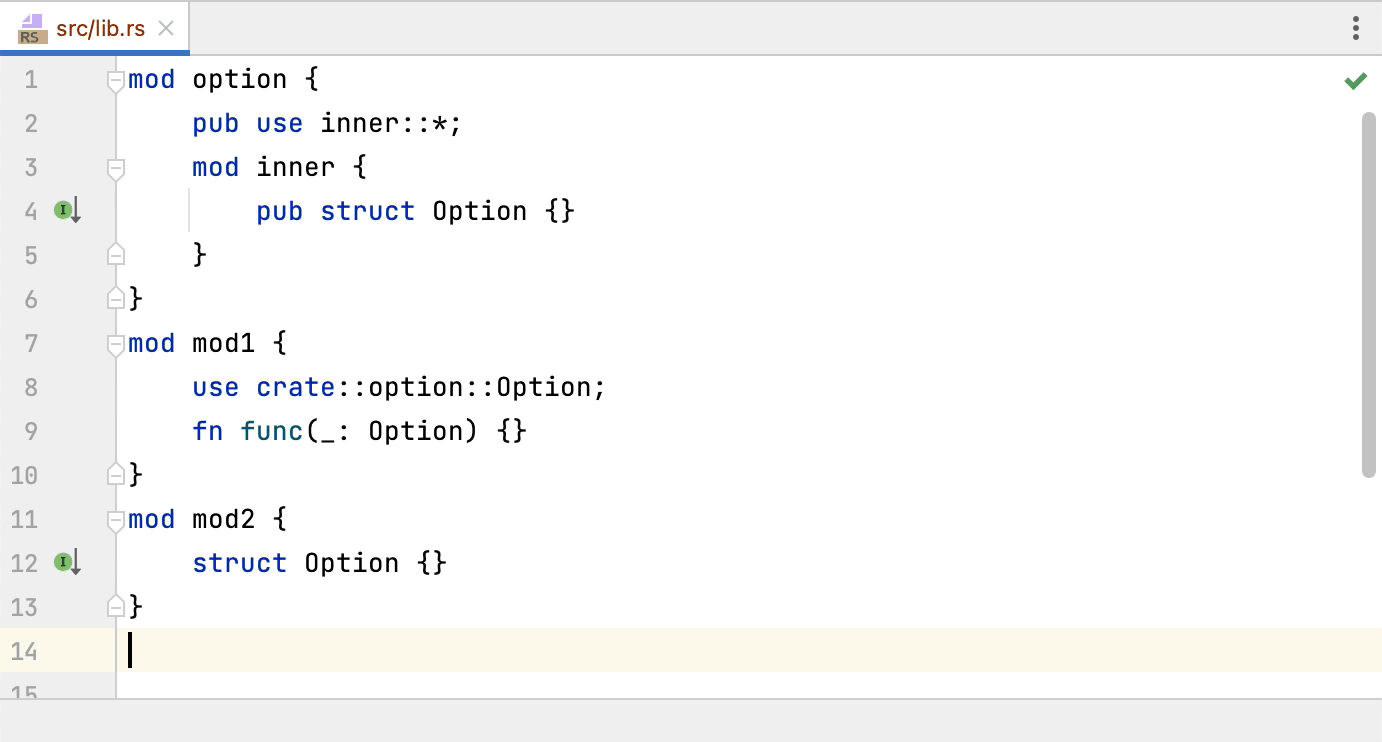 RS src/lib.rs
1 mod option {
2     pub use inner::*;
3     mod inner {
4 I         pub struct Option {}
5     }
6 }
7 mod mod1 {
8     use crate::option::Option;
9     fn func(_: Option) {}
10 }
11 mod mod2 {
12 I     struct Option {}
13 }
14
15